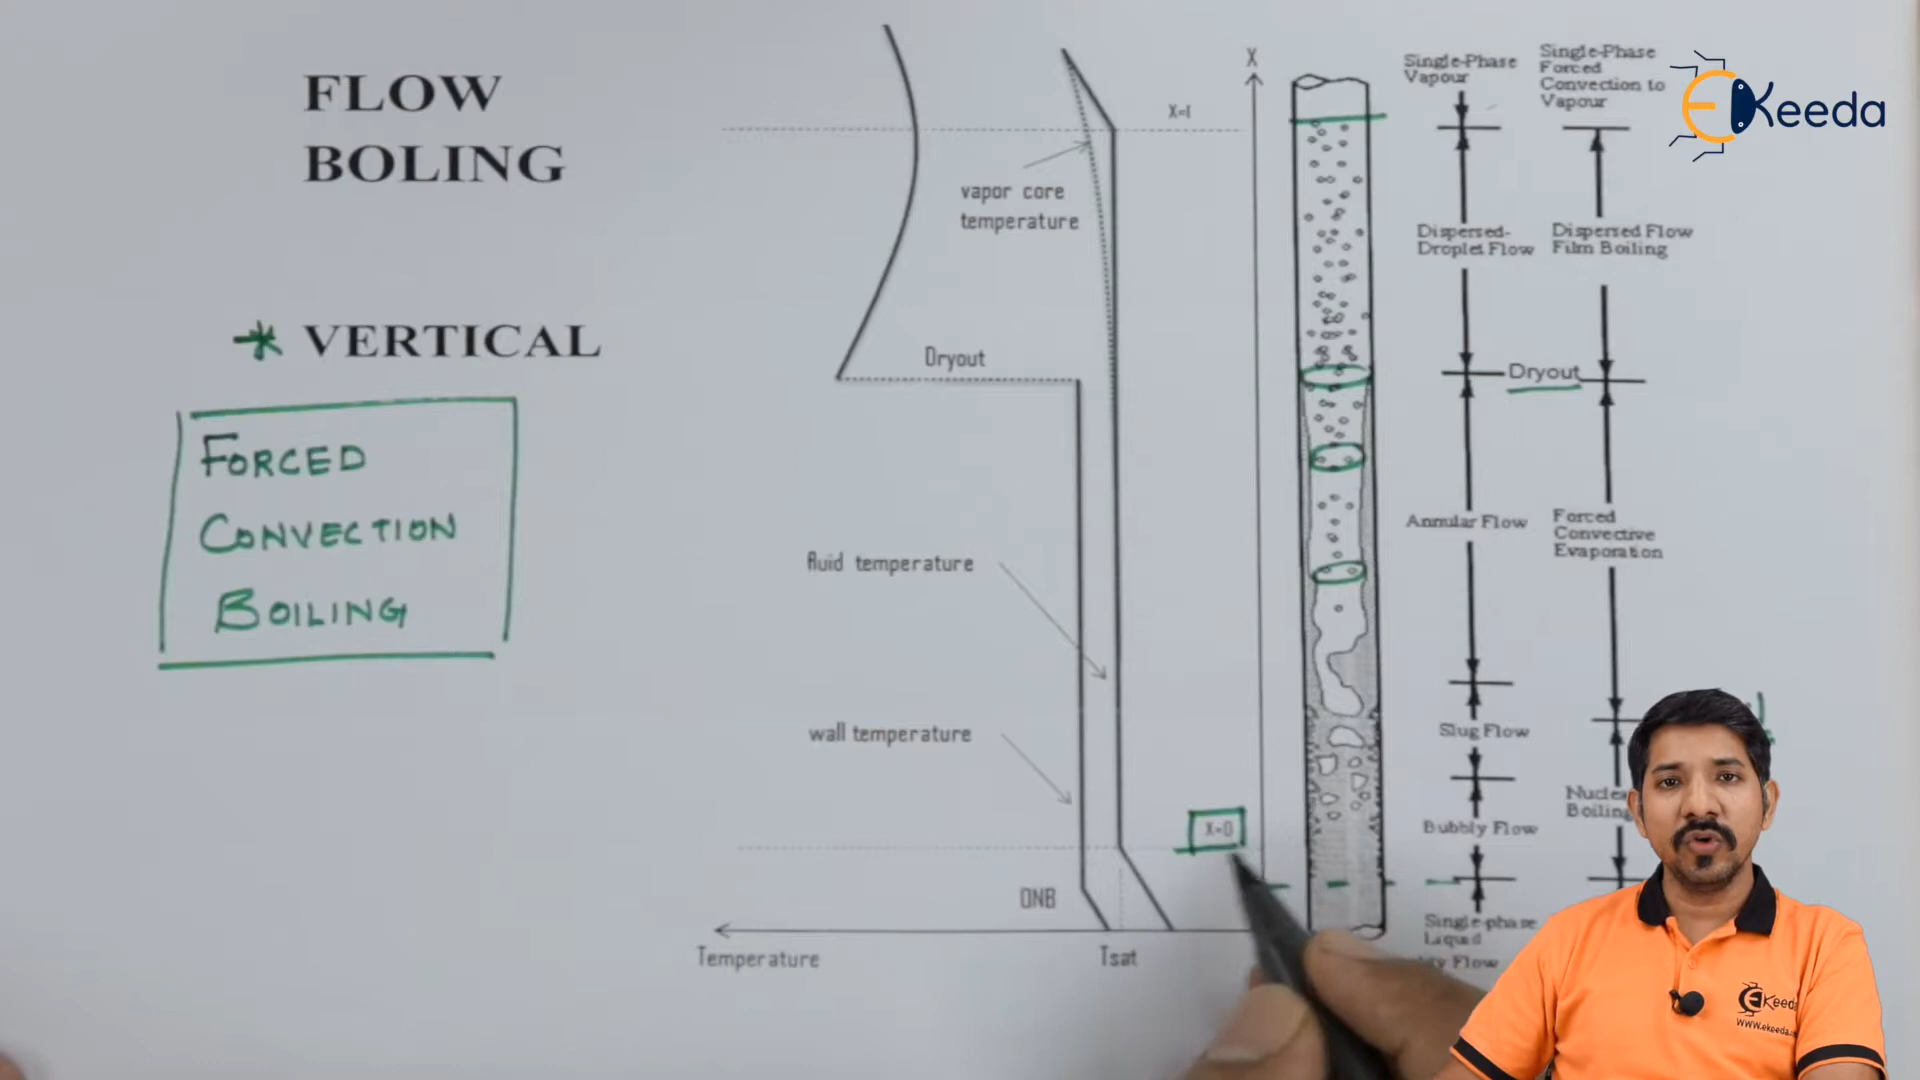 FLOW
BOLING
VERTICAL
FORCED
CONVECTION
BOILING
X
X=1
vapor core
temperature
Dryout
fluid temperature
wall temperature
X=0
ONB
Temperature
Tsat
Single-Phase
Vapour
Single-Phase
Forced
Convection to
Vapour
Dispersed-
Droplet Flow
Dispersed Flow
Film Boiling
Dryout
Annular Flow
Forced
Convective
Evaporation
Slug Flow
Boiling
Bubbly Flow
Single-phase
Liquid
Flow
EKeeda
EKeeda